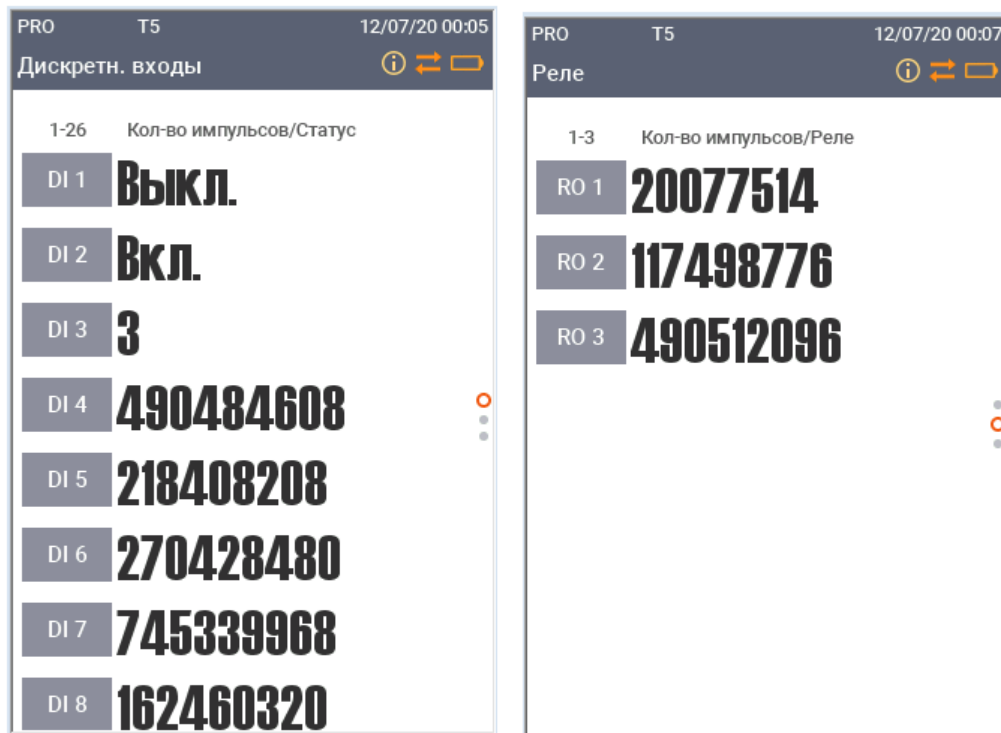 PRO T5 12/07/20 00:05
Дискретн. входы
1-26 Кол-во импульсов/Статус
DI 1 Выкл.
DI 2 Вкл.
DI 3 3
DI 4 490484608
DI 5 218408208
DI 6 270428480
DI 7 745339968
DI 8 162460320
PRO T5 12/07/20 00:07
Реле
1-3 Кол-во импульсов/Реле
RO 1 20077514
RO 2 117498776
RO 3 490512096